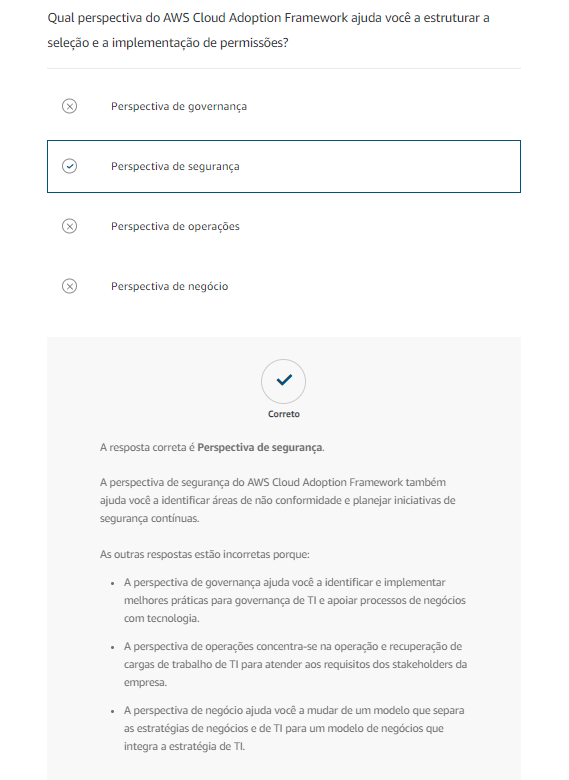 Qual perspectiva do AWS Cloud Adoption Framework ajuda você a estruturar a
seleção e a implementação de permissões?
Perspectiva de governança
Perspectiva de segurança
Perspectiva de operações
Perspectiva de negócio
Correto
A resposta correta é Perspectiva de segurança.
A perspectiva de segurança do AWS Cloud Adoption Framework também
ajuda você a identificar áreas de não conformidade e planejar iniciativas de
segurança contínuas.
As outras respostas estão incorretas porque:
• A perspectiva de governança ajuda você a identificar e implementar
melhores práticas para governança de TI e apoiar processos de negócios
com tecnologia.
• A perspectiva de operações concentra-se na operação e recuperação de
cargas de trabalho de TI para atender aos requisitos dos stakeholders da
empresa.
• A perspectiva de negócio ajuda você a mudar de um modelo que separa
as estratégias de negócios e de TI para um modelo de negócios que
integra a estratégia de TI.